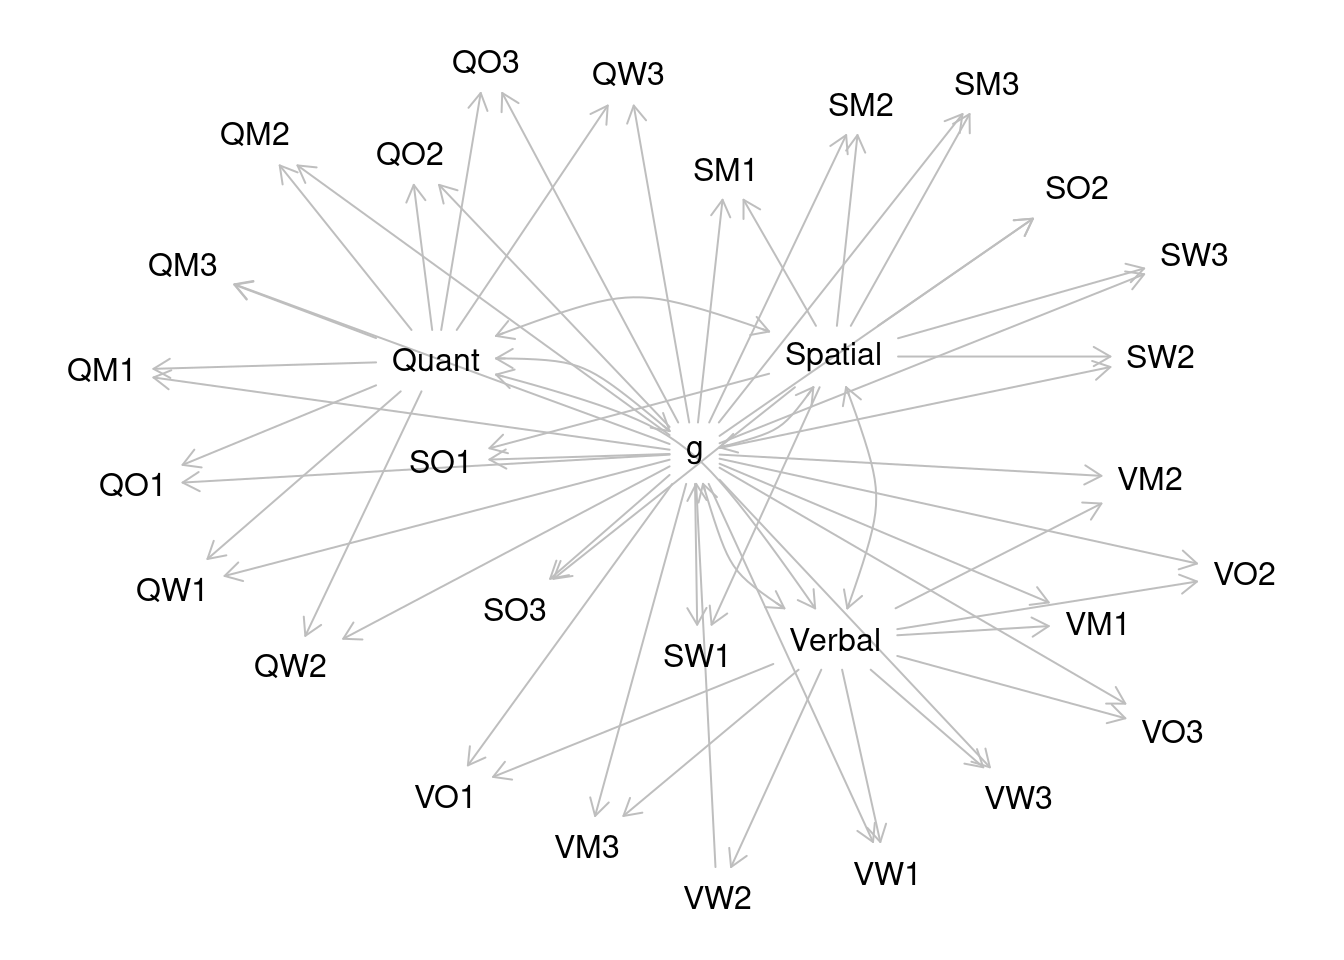 QO3
QW3
SM3
SM2
QM2
QO2
SM1
SO2
SW3
QM3
Spatial
SW2
Quant
QM1
g
SO1
VM2
QO1
VO2
QW1
SO3
VM1
Verbal
SW1
QW2
VO3
VO1
VW3
VM3
VW1
VW2